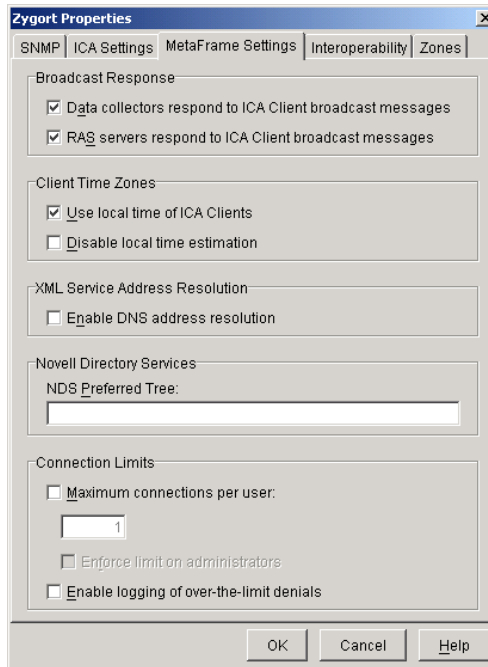 Zygort Properties
SNMP ICA Settings MetaFrame Settings Interoperability Zones
Broadcast Response
Data collectors respond to ICA Client broadcast messages
RAS servers respond to ICA Client broadcast messages
Client Time Zones
Use local time of ICA Clients
Disable local time estimation
XML Service Address Resolution
Enable DNS address resolution
Novell Directory Services
NDS Preferred Tree:
Connection Limits
Maximum connections per user:
1
Enforce limit on administrators
Enable logging of over-the-limit denials
OK Cancel Help